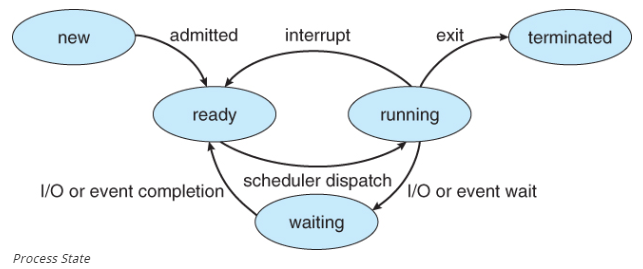 new
admitted
interrupt
exit
terminated
ready
running
I/O or event completion
scheduler dispatch
I/O or event wait
waiting
Process State